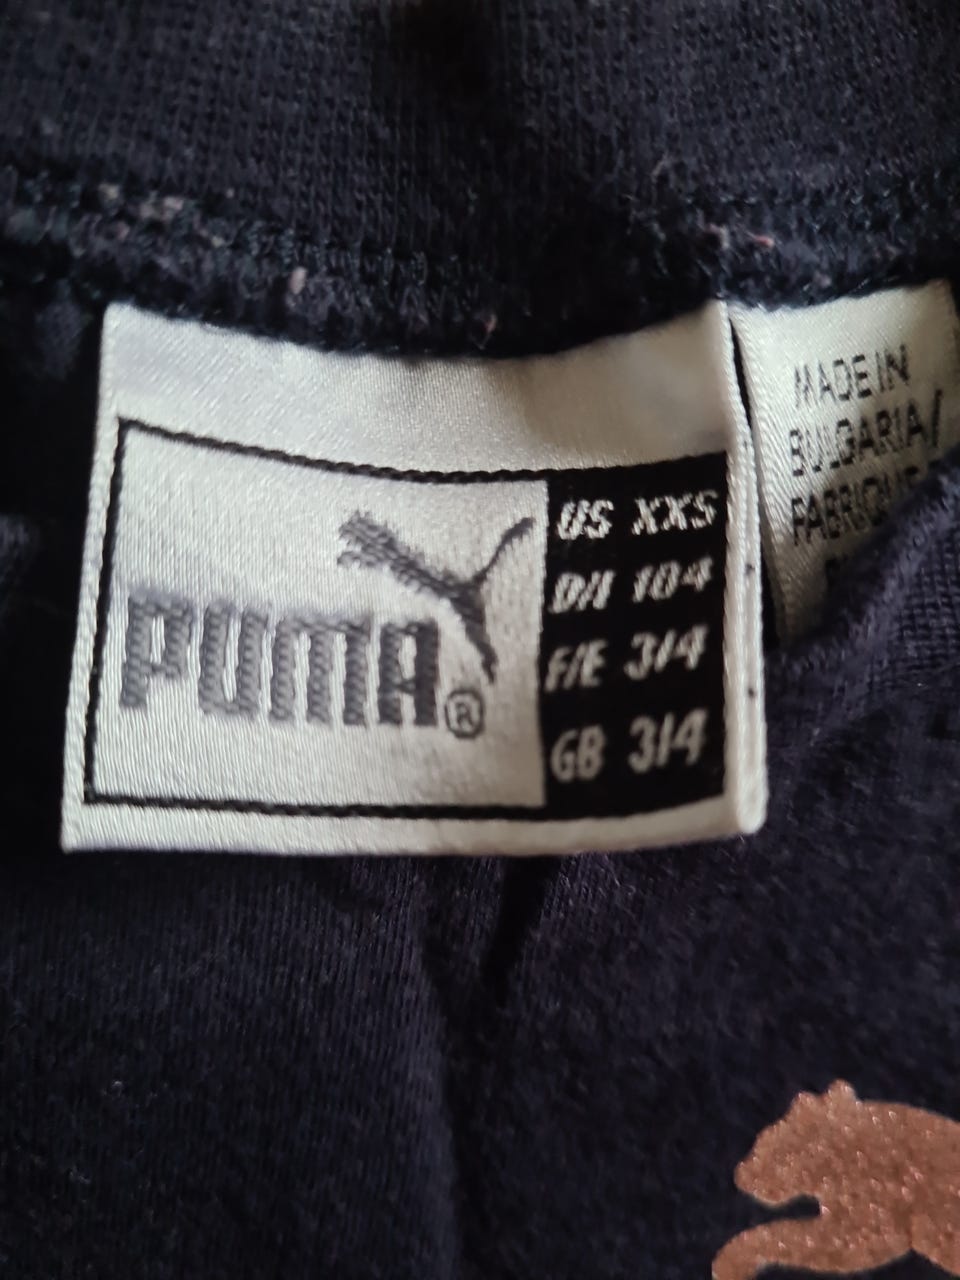 PUMA®
US XXS
D/I 104
F/E 3/4
GB 3/4
MADE IN
BULGARIA/